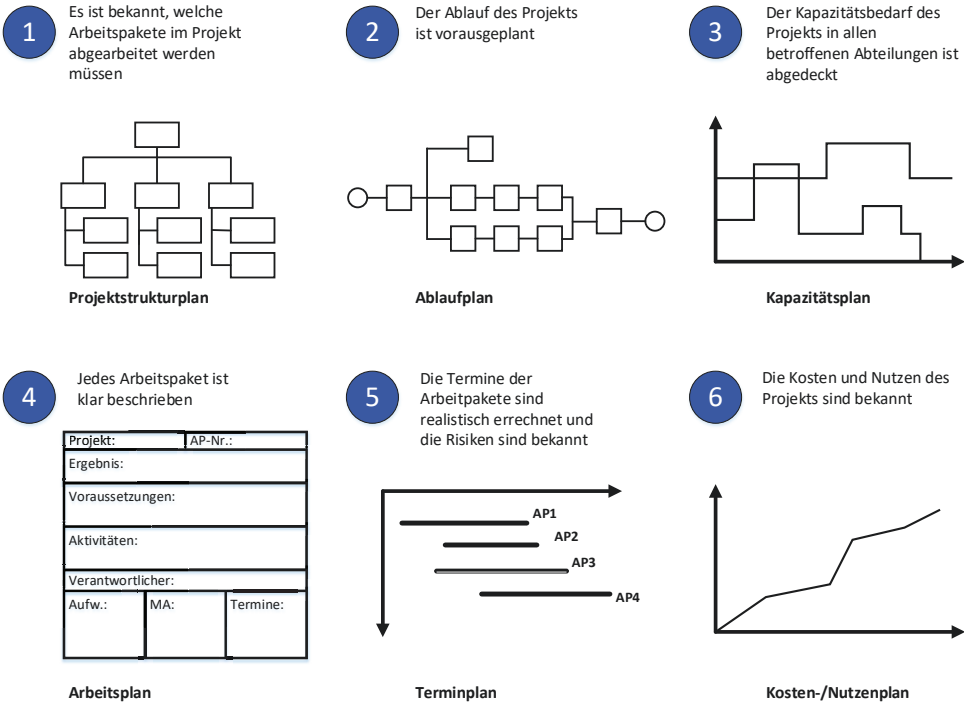 1
Es ist bekannt, welche
Arbeitspakete im Projekt
abgearbeitet werden
müssen
Projektstrukturplan
2
Der Ablauf des Projekts
ist vorausgeplant
Ablaufplan
3
Der Kapazitätsbedarf des
Projekts in allen
betroffenen Abteilungen ist
abgedeckt
Kapazitätsplan
4
Jedes Arbeitspaket ist
klar beschrieben
Projekt: AP-Nr.:
Ergebnis:
Voraussetzungen:
Aktivitäten:
Verantwortlicher:
Aufw.: MA: Termine:
Arbeitsplan
5
Die Termine der
Arbeitpakete sind
realistisch errechnet und
die Risiken sind bekannt
AP1
AP2
AP3
AP4
Terminplan
6
Die Kosten und Nutzen des
Projekts sind bekannt
Kosten-/Nutzenplan